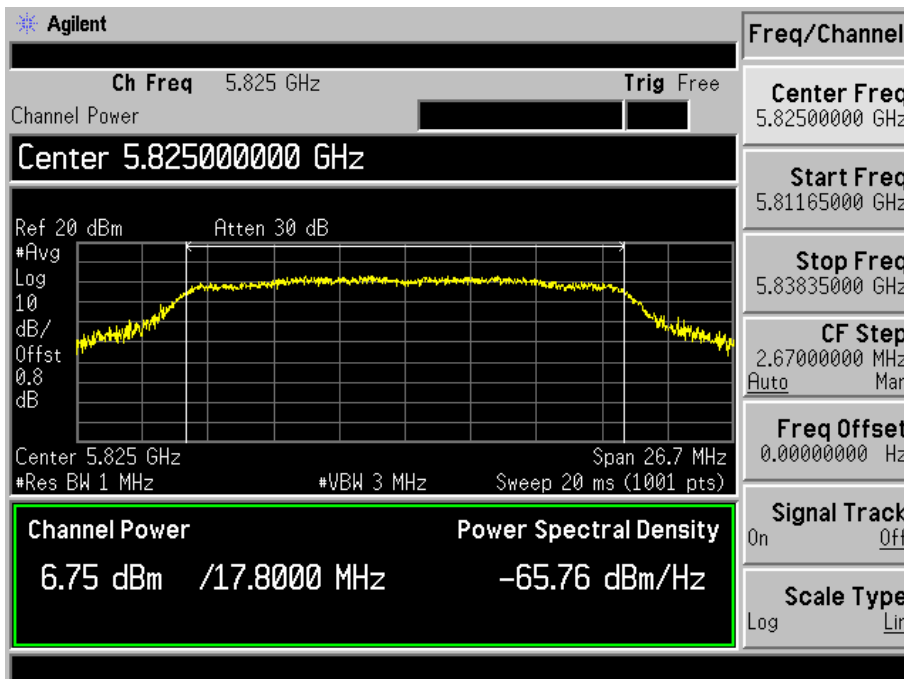 Agilent
Freq/Channel
Ch Freq 5.825 GHz Trig Free
Channel Power
Center 5.825000000 GHz
Ref 20 dBm Atten 30 dB
#Avg
Log
10
dB/
Offst
0.8
dB
Center 5.825 GHz Span 26.7 MHz
#Res BW 1 MHz #VBW 3 MHz Sweep 20 ms (1001 pts)
Channel Power Power Spectral Density
6.75 dBm /17.8000 MHz -65.76 dBm/Hz
Center Freq
5.82500000 GHz
Start Freq
5.81165000 GHz
Stop Freq
5.83835000 GHz
CF Step
2.67000000 MHz
Auto Man
Freq Offset
0.00000000 Hz
Signal Track
On Off
Scale Type
Log Lin